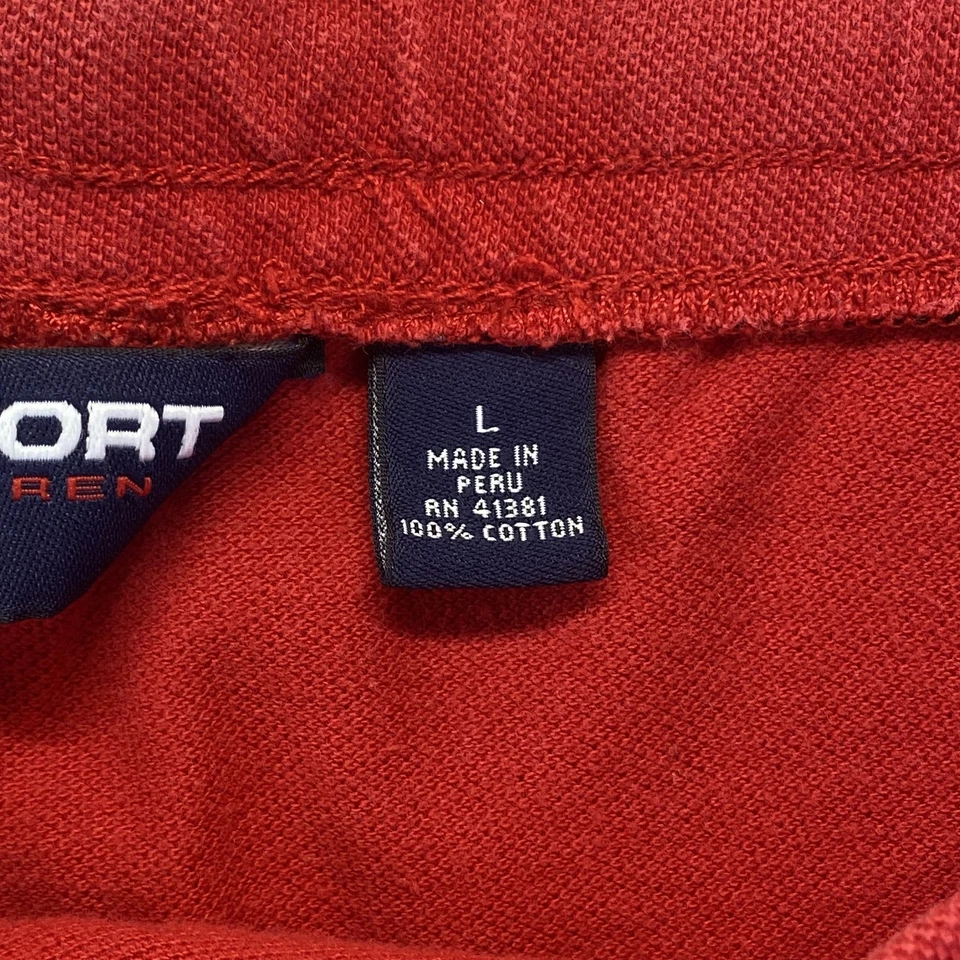 ORT
REN
L
MADE IN
PERU
RN 41381
100% COTTON